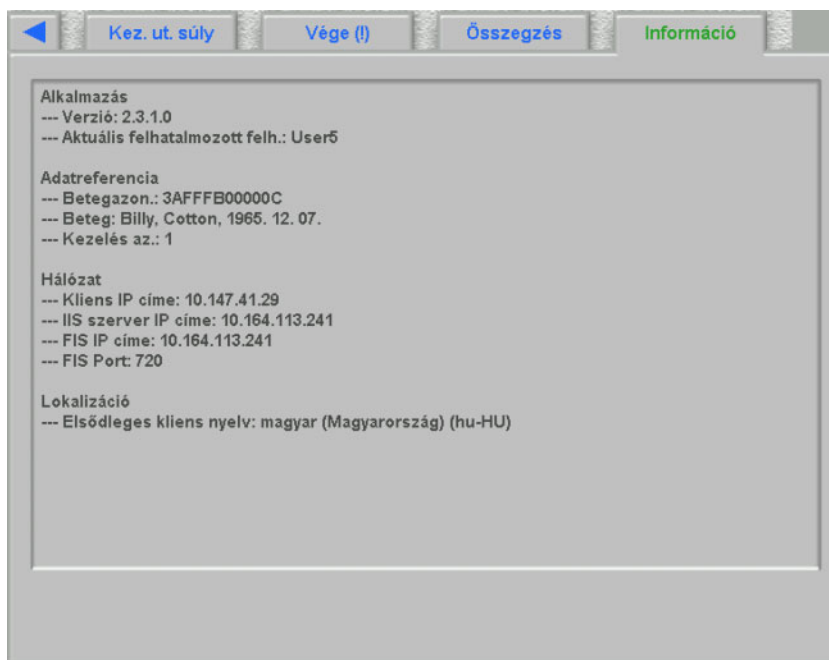 Kez. ut. súly
Vége (!)
Összegzés
Információ
Alkalmazás
--- Verzió: 2.3.1.0
--- Aktuális felhatalmozott felh.: User5
Adatreferencia
--- Betegazon.: 3AFFFB00000C
--- Beteg: Billy, Cotton, 1965. 12. 07.
--- Kezelés az.: 1
Hálózat
--- Kliens IP címe: 10.147.41.29
--- IIS szerver IP címe: 10.164.113.241
--- FIS IP címe: 10.164.113.241
--- FIS Port: 720
Lokalizáció
--- Elsődleges kliens nyelv: magyar (Magyarország) (hu-HU)